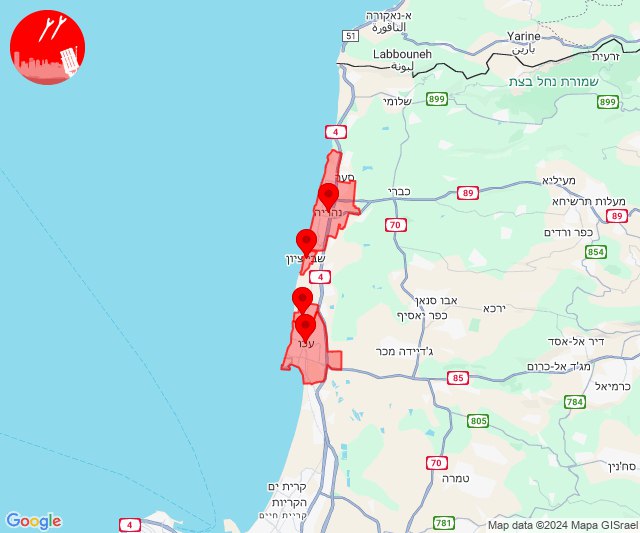 א-נאקורה
الناقورة
51
Yarine
يارين
זרעית
Labbouneh
لبونة
שמורת נחל בצת
899
שלומי
899
4
סער
כברי
89
מעיליא
מעלות תרשיחא
89
נהריה
70
כפר ורדים
854
שבי ציון
4
אבו סנאן
כפר יאסיף
ירכא
עכו
ג'דיידה מכר
דיר אל-אסד
מג'ד אל-כרום
85
כרמיאל
784
805
70
סח'נין
טמרה
קרית ים
הקריות
קרית חיים
781
4
Google
Map data ©2024 Mapa GISrael